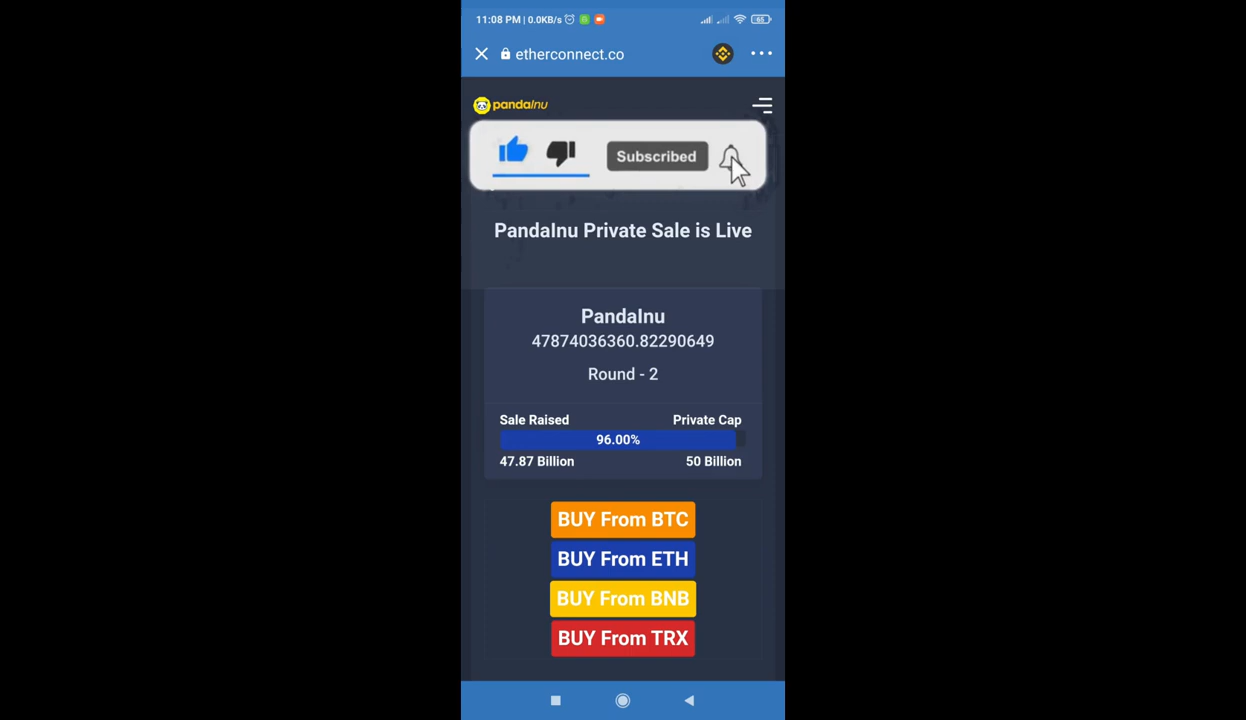 11:08 PM | 0.0KB/s
65
etherconnect.co
pandaInu
Subscribed
PandaInu Private Sale is Live
PandaInu
47874036360.82290649
Round - 2
Sale Raised Private Cap
96.00%
47.87 Billion 50 Billion
BUY From BTC
BUY From ETH
BUY From BNB
BUY From TRX